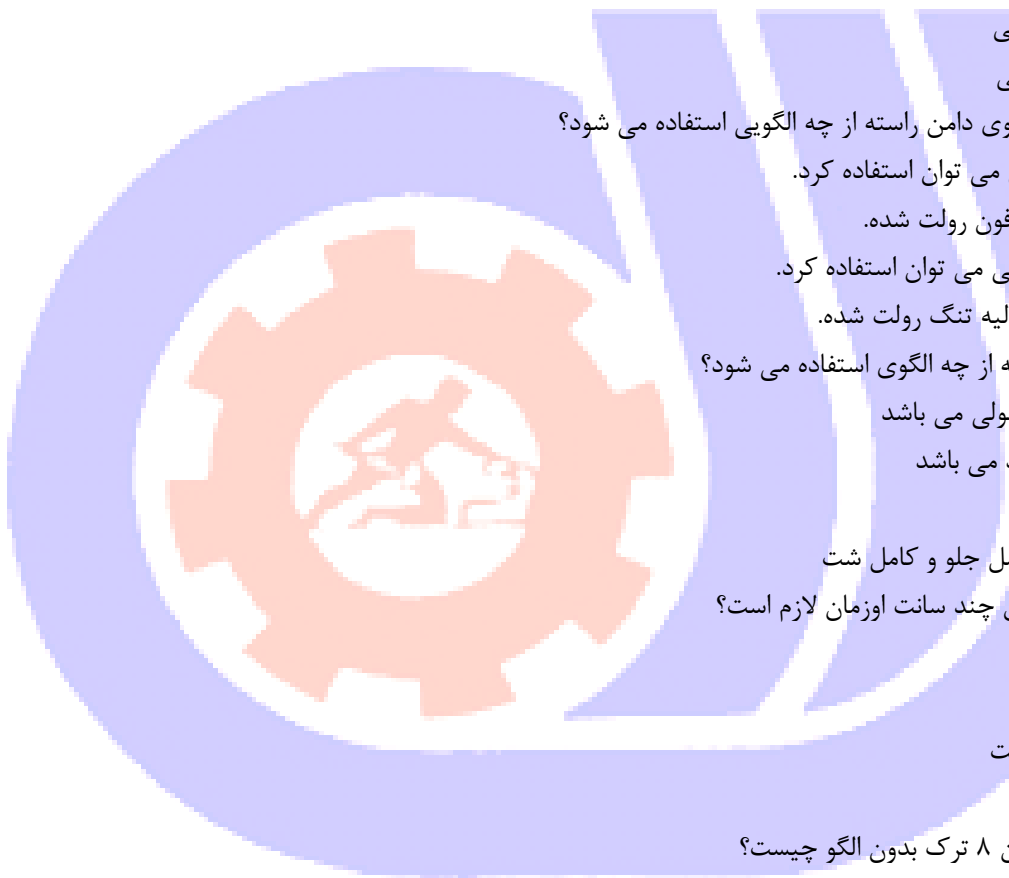 وی دامن راسته از چه الگویی استفاده می شود؟
می توان استفاده کرد.
فون رولت شده.
می توان استفاده کرد.
لیه تنگ رولت شده.
از چه الگوی استفاده می شود؟
ولی می باشد
می باشد
جلو و کامل شت
چند سانت اوزمان لازم است؟
۸ ترک بدون الگو چیست؟